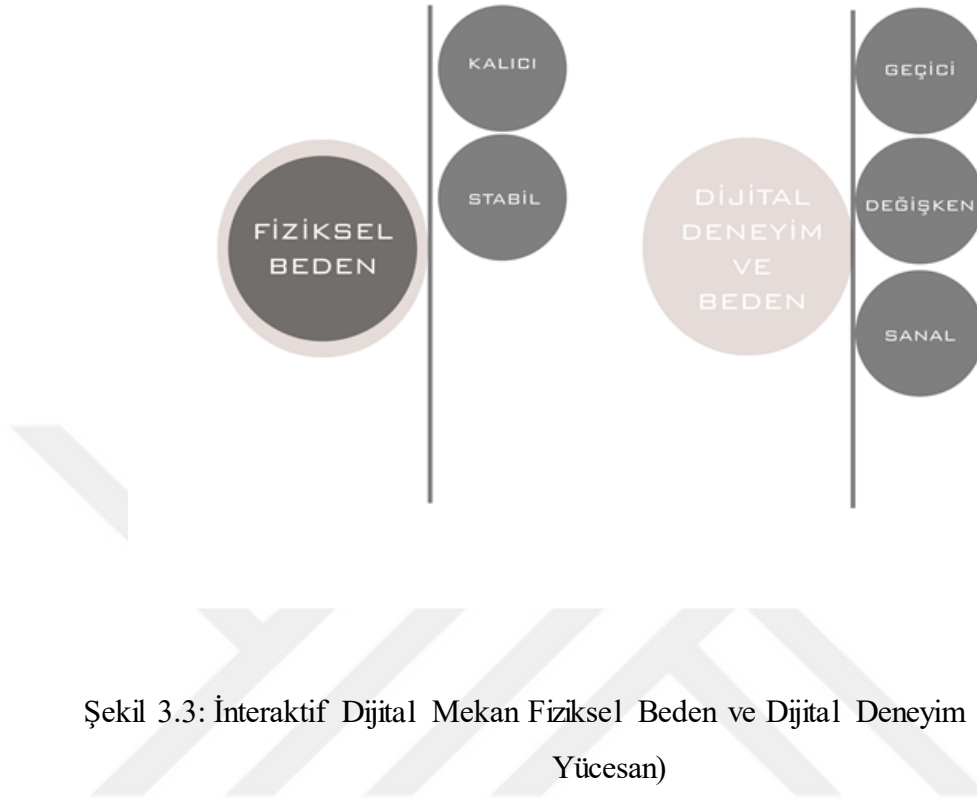 FİZİKSEL
BEDEN
KALICI
STABİL
DİJİTAL
DENEYİM
VE
BEDEN
GEÇİCİ
DEĞİŞKEN
SANAL
Şekil 3.3: İnteraktif Dijital Mekan Fiziksel Beden ve Dijital Deneyim
Yücesan)